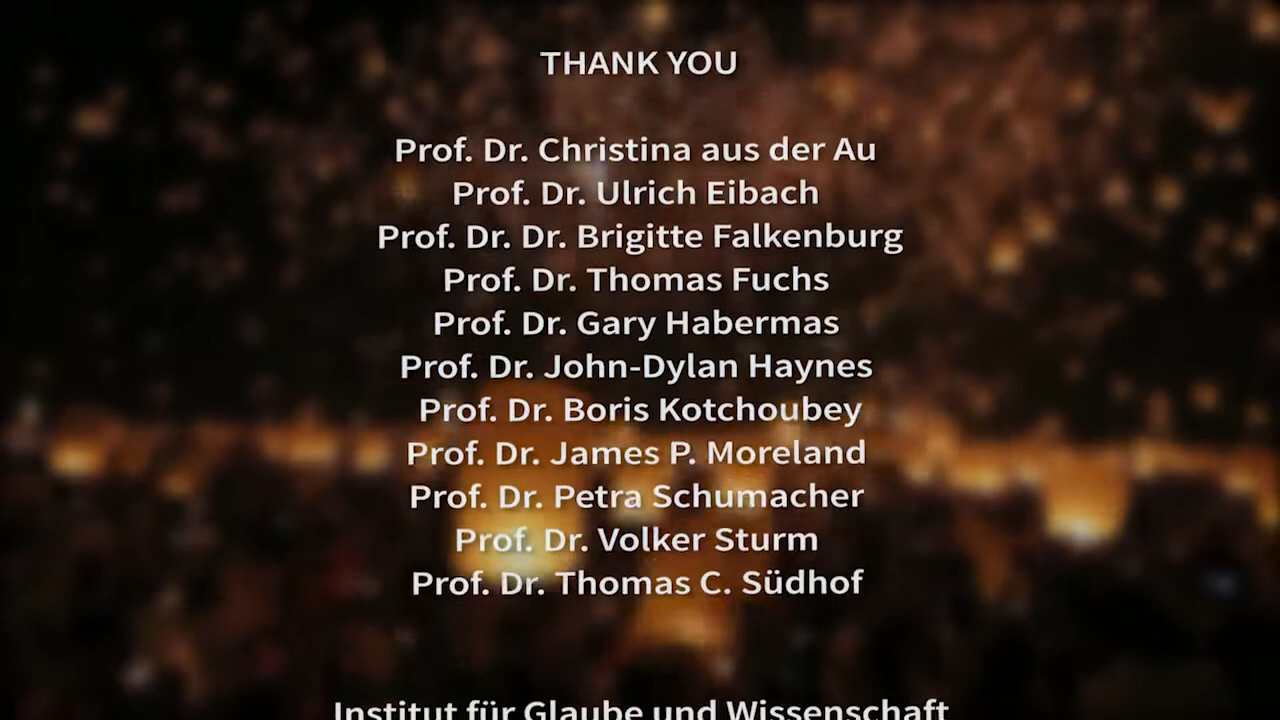 THANK YOU
Prof. Dr. Christina aus der Au
Prof. Dr. Ulrich Eibach
Prof. Dr. Dr. Brigitte Falkenburg
Prof. Dr. Thomas Fuchs
Prof. Dr. Gary Habermas
Prof. Dr. John-Dylan Haynes
Prof. Dr. Boris Kotchoubey
Prof. Dr. James P. Moreland
Prof. Dr. Petra Schumacher
Prof. Dr. Volker Sturm
Prof. Dr. Thomas C. Südhof
Institut für Glaube und Wissenschaft